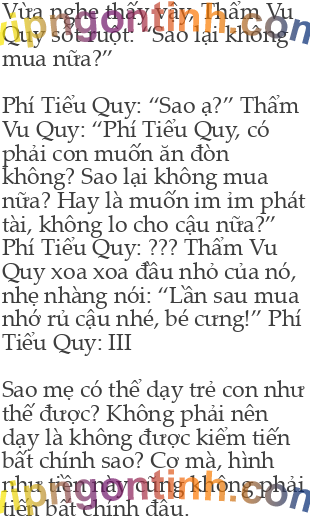 Vừa nghe thấy vậy, Thẩm Vu
Quy sốt ruột: “Sao lại không
mua nữa?”
Phí Tiểu Quy: “Sao ạ?” Thẩm
Vu Quy: “Phí Tiểu Quy, có
phải con muốn ăn đòn
không? Sao lại không mua
nữa? Hay là muốn im ỉm phát
tài, không lo cho cậu nữa?”
Phí Tiểu Quy: ??? Thẩm Vu
Quy xoa xoa đầu nhỏ của nó,
nhẹ nhàng nói: “Lần sau mua
nhớ rủ cậu nhé, bé cưng!” Phí
Tiểu Quy: III
Sao mẹ có thể dạy trẻ con như
thế được? Không phải nên
dạy là không được kiếm tiến
bất chính sao? Cơ mà, hình
như tiền này cũng không phải
tiền bất chính đâu.
vipngontinh.com
vipngontinh.com